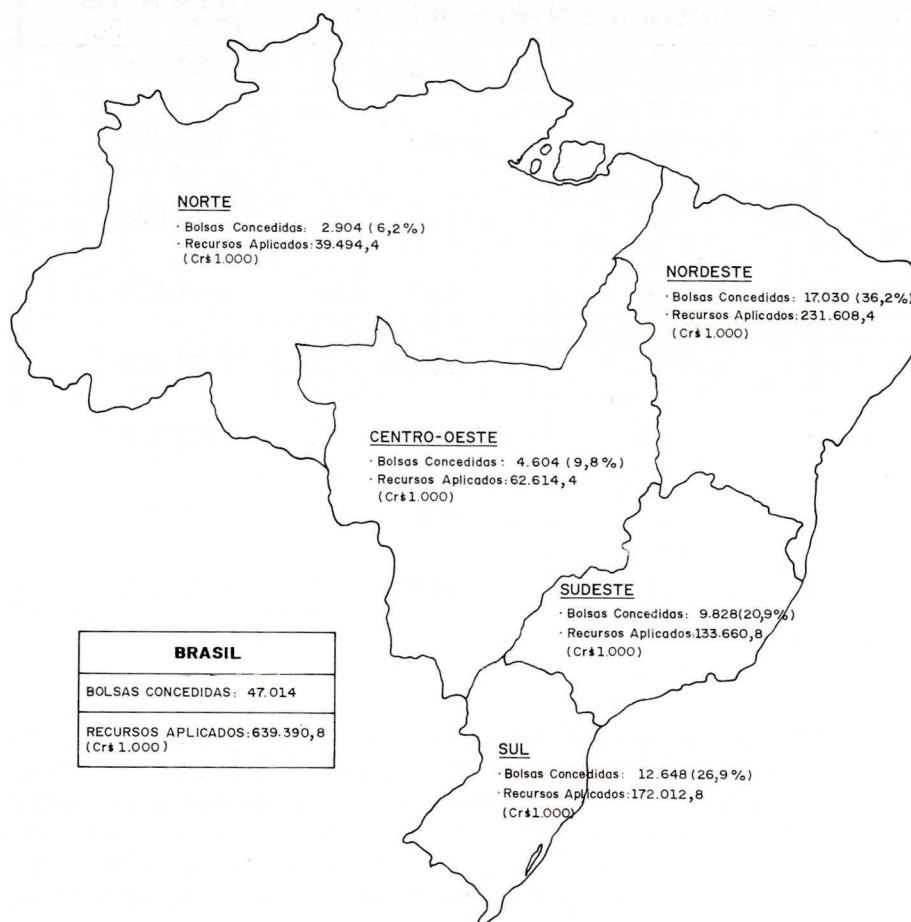 NORTE
· Bolsas Concedidas: 2.904 (6,2%)
· Recursos Aplicados: 39.494,4
(Cr$ 1.000)
NORDESTE
· Bolsas Concedidas: 17.030 (36,2%)
· Recursos Aplicados: 231.608,4
(Cr$ 1.000)
CENTRO-OESTE
· Bolsas Concedidas: 4.604 (9,8%)
· Recursos Aplicados: 62.614,4
(Cr$ 1.000)
SUDESTE
· Bolsas Concedidas: 9.828 (20,9%)
· Recursos Aplicados: 133.660,8
(Cr$ 1.000)
BRASIL
BOLSAS CONCEDIDAS: 47.014
RECURSOS APLICADOS: 639.390,8
(Cr$ 1.000)
SUL
· Bolsas Concedidas: 12.648 (26,9%)
· Recursos Aplicados: 172.012,8
(Cr$ 1.000)